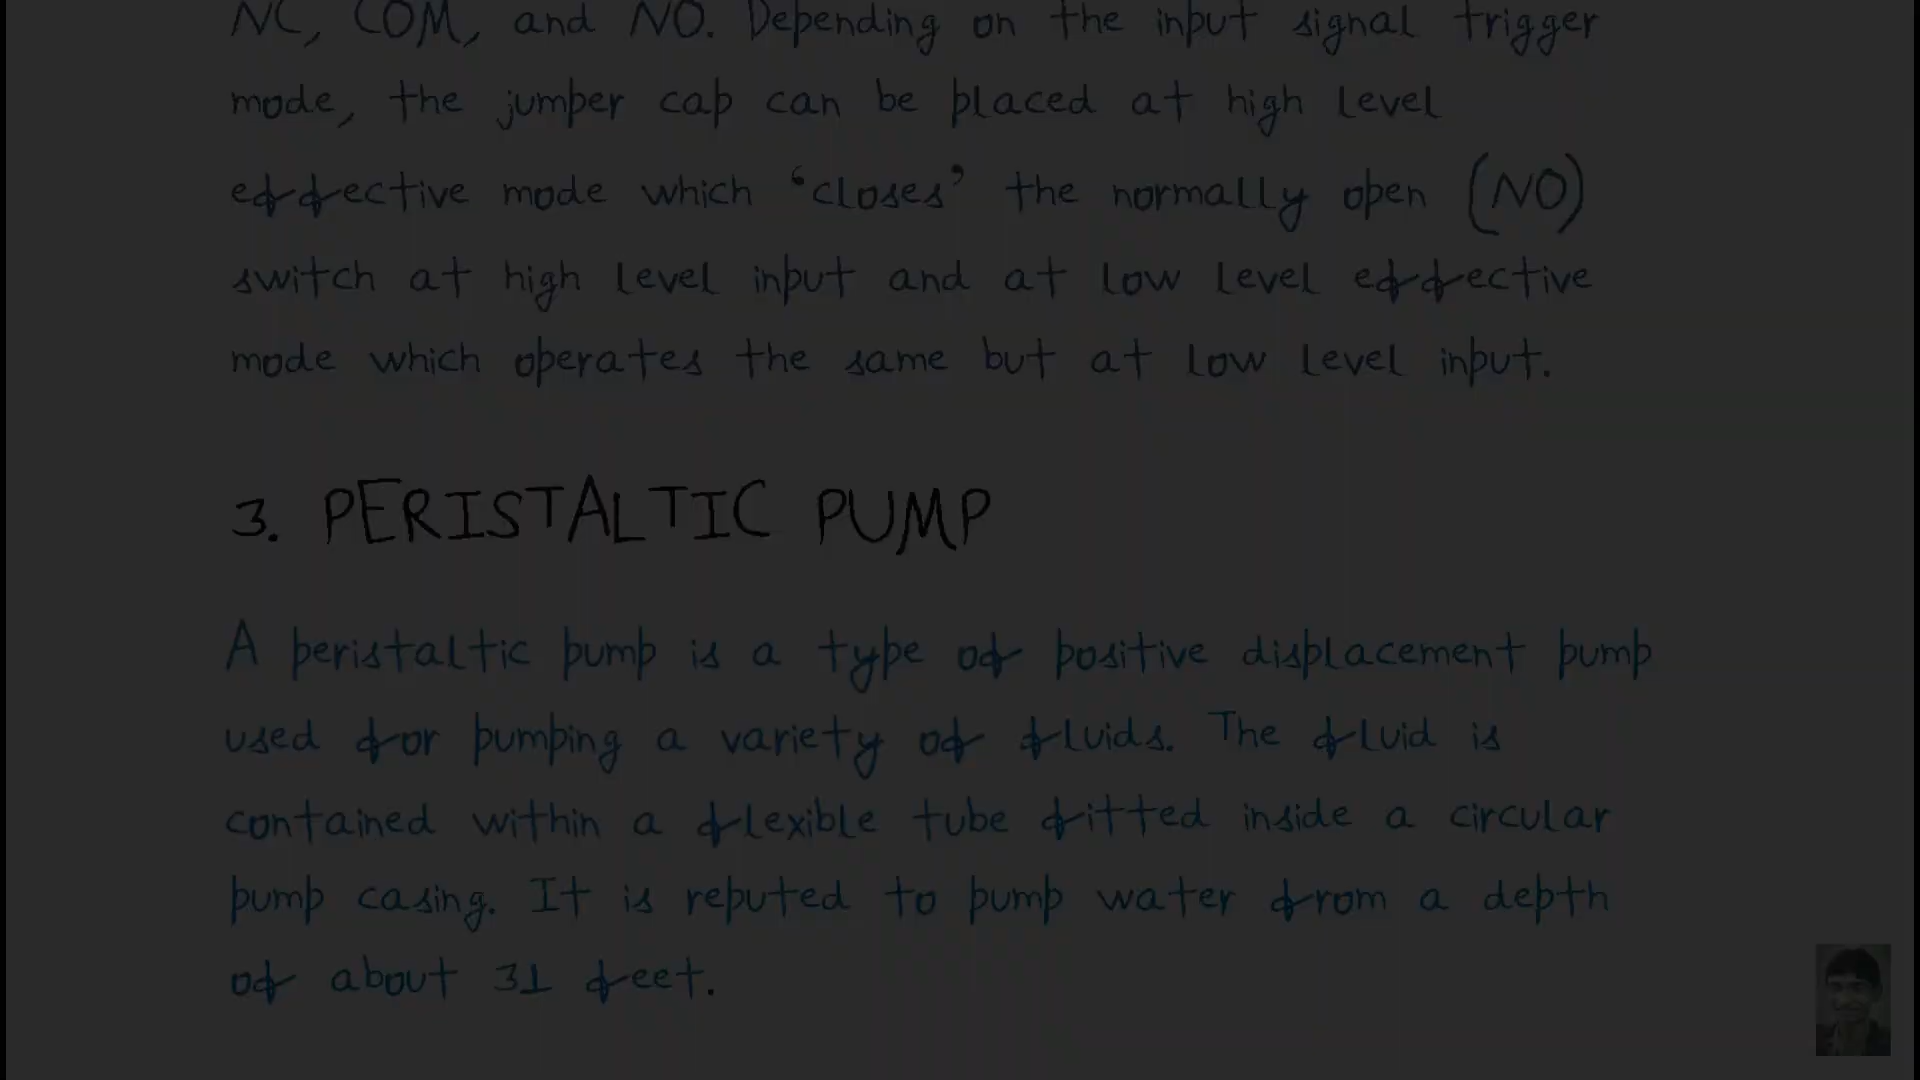 NC, COM, and NO. Depending on the input signal trigger
mode, the jumper cap can be placed at high level
effective mode which ‘closes’ the normally open (NO)
switch at high level input and at low level effective
mode which operates the same but at low level input.
3. PERISTALTIC PUMP
A peristaltic pump is a type of positive displacement pump
used for pumping a variety of fluids. The fluid is
contained within a flexible tube fitted inside a circular
pump casing. It is reputed to pump water from a depth
of about 31 feet.